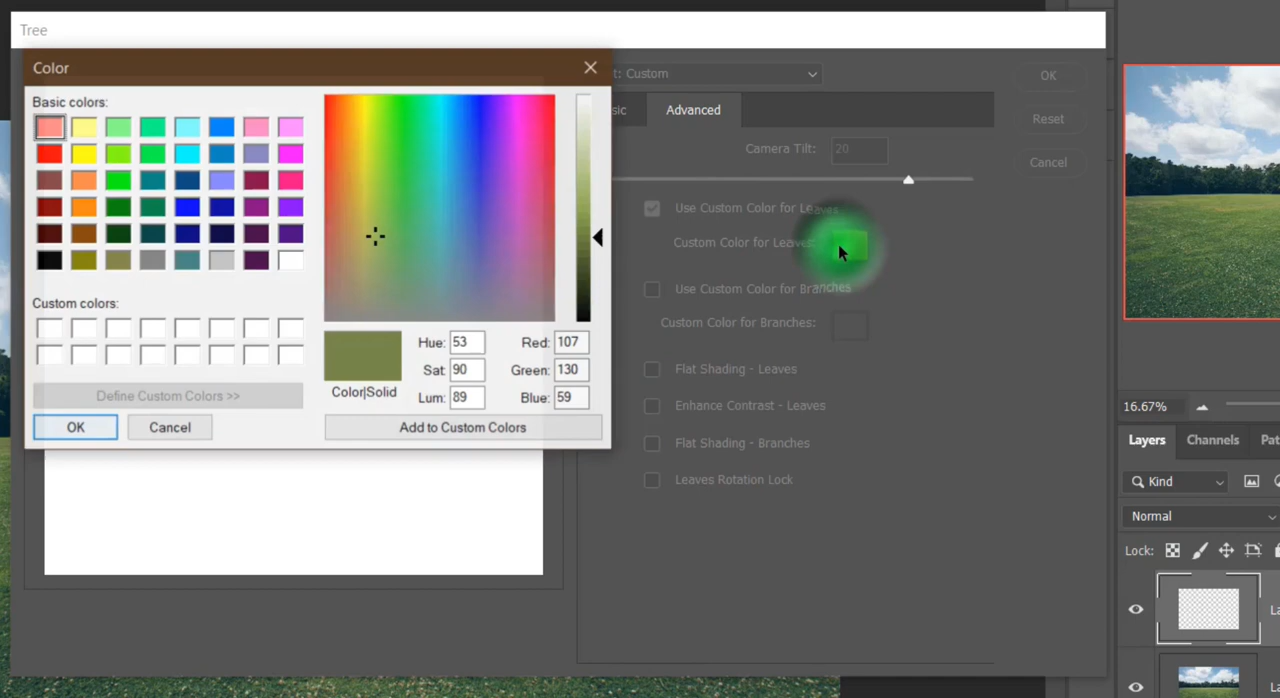 Tree
Color
Basic colors:
Custom colors:
Define Custom Colors >>
OK
Cancel
Hue: 53
Sat: 90
Lum: 89
Red: 107
Green: 130
Blue: 59
Color|Solid
Add to Custom Colors
t: Custom
sic
Advanced
Camera Tilt: 20
Use Custom Color for Leaves
Custom Color for Leaves:
Use Custom Color for Branches
Custom Color for Branches:
Flat Shading - Leaves
Enhance Contrast - Leaves
Flat Shading - Branches
Leaves Rotation Lock
OK
Reset
Cancel
16.67%
Layers
Channels
Pat
Kind
Normal
Lock:
La
La